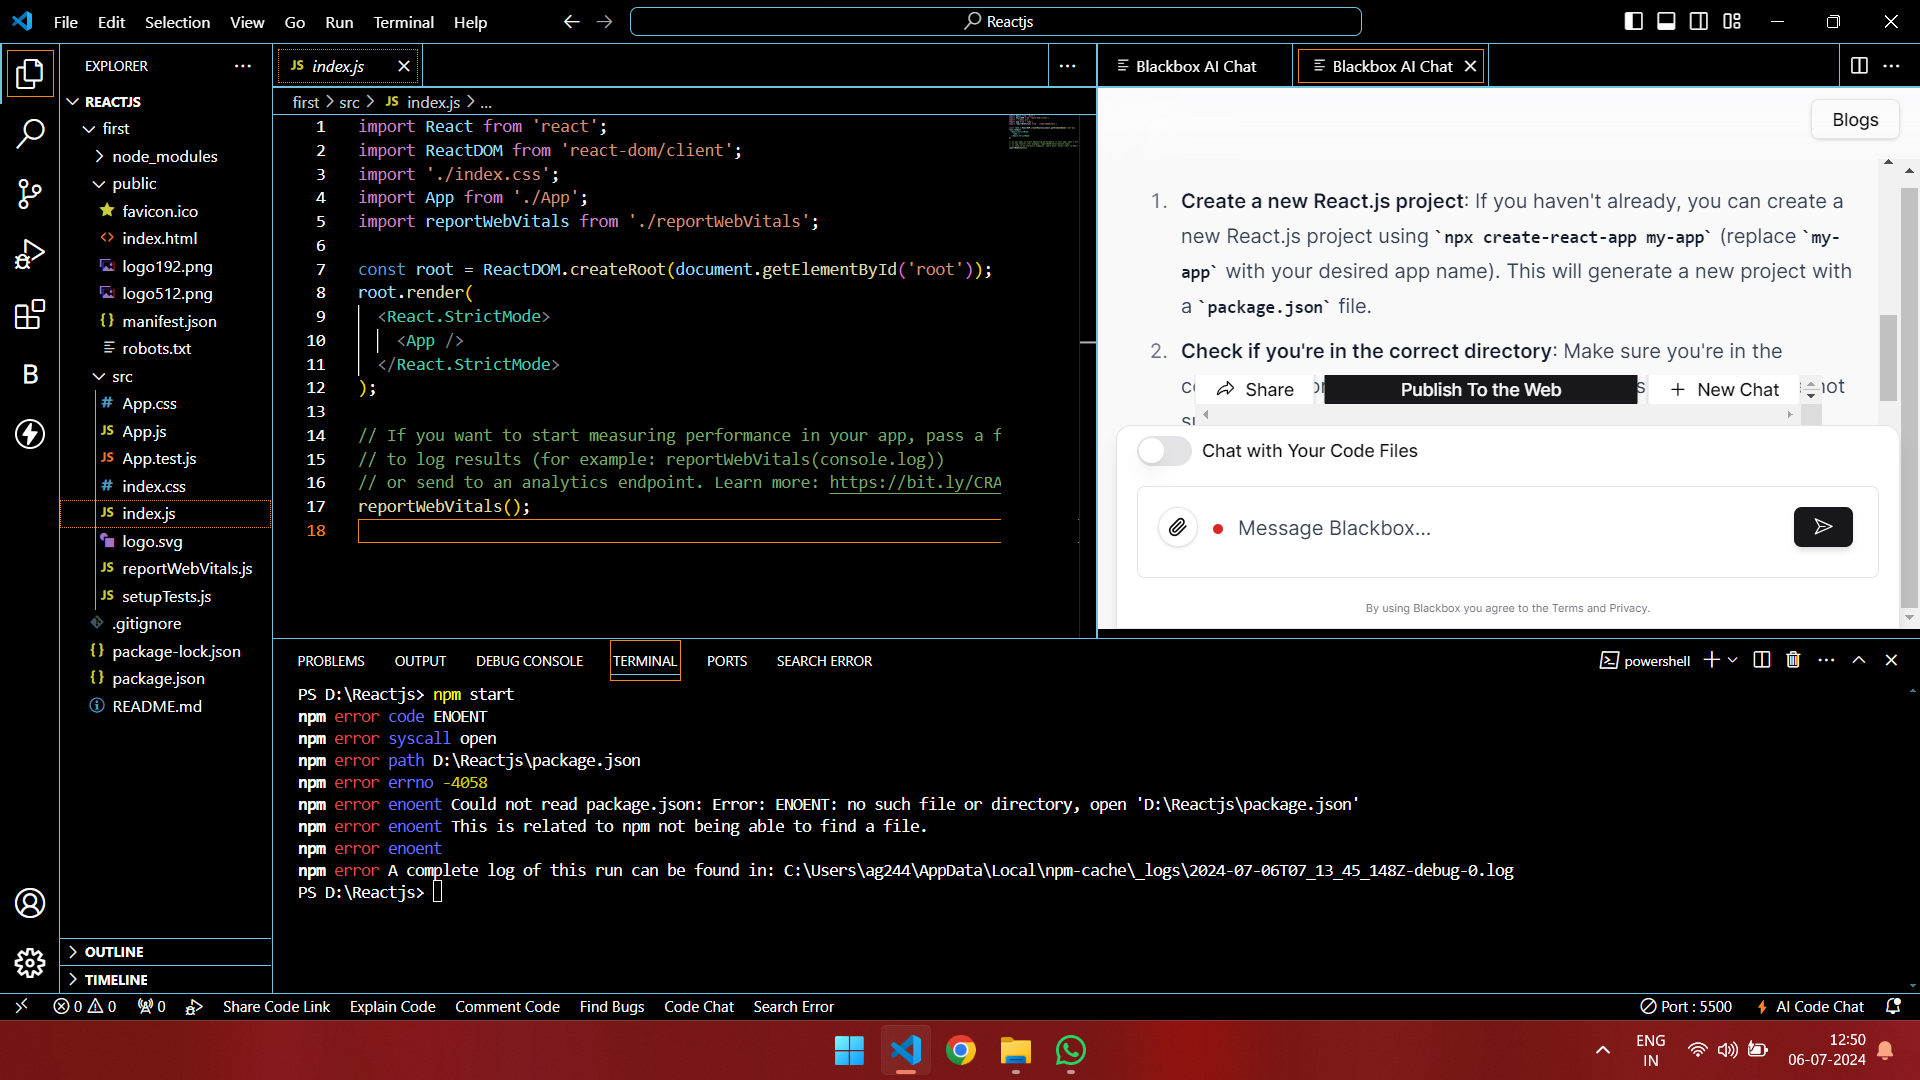 File Edit Selection View Go Run Terminal Help
Reactjs
EXPLORER
REACTJS
first
node_modules
public
favicon.ico
index.html
logo192.png
logo512.png
manifest.json
robots.txt
src
App.css
App.js
App.test.js
index.css
index.js
logo.svg
reportWebVitals.js
setupTests.js
.gitignore
package-lock.json
package.json
README.md
OUTLINE
TIMELINE
JS index.js
first > src > JS index.js > ...
1 import React from 'react';
2 import ReactDOM from 'react-dom/client';
3 import './index.css';
4 import App from './App';
5 import reportWebVitals from './reportWebVitals';
6
7 const root = ReactDOM.createRoot(document.getElementById('root'));
8 root.render(
9 <React.StrictMode>
10 <App />
11 </React.StrictMode>
12 );
13
14 // If you want to start measuring performance in your app, pass a f
15 // to log results (for example: reportWebVitals(console.log))
16 // or send to an analytics endpoint. Learn more: https://bit.ly/CRA
17 reportWebVitals();
18
Blackbox AI Chat
Blackbox AI Chat
Blogs
1. Create a new React.js project: If you haven't already, you can create a
new React.js project using `npx create-react-app my-app` (replace `my-
app` with your desired app name). This will generate a new project with
a `package.json` file.
2. Check if you're in the correct directory: Make sure you're in the
Share Publish To the Web + New Chat
Chat with Your Code Files
Message Blackbox...
By using Blackbox you agree to the Terms and Privacy.
PROBLEMS OUTPUT DEBUG CONSOLE TERMINAL PORTS SEARCH ERROR
powershell
PS D:\Reactjs> npm start
npm error code ENOENT
npm error syscall open
npm error path D:\Reactjs\package.json
npm error errno -4058
npm error enoent Could not read package.json: Error: ENOENT: no such file or directory, open 'D:\Reactjs\package.json'
npm error enoent This is related to npm not being able to find a file.
npm error enoent
npm error A complete log of this run can be found in: C:\Users\ag244\AppData\Local\npm-cache\_logs\2024-07-06T07_13_45_148Z-debug-0.log
PS D:\Reactjs>
0 0 0 Share Code Link Explain Code Comment Code Find Bugs Code Chat Search Error
Port : 5500 AI Code Chat
ENG
IN
12:50
06-07-2024